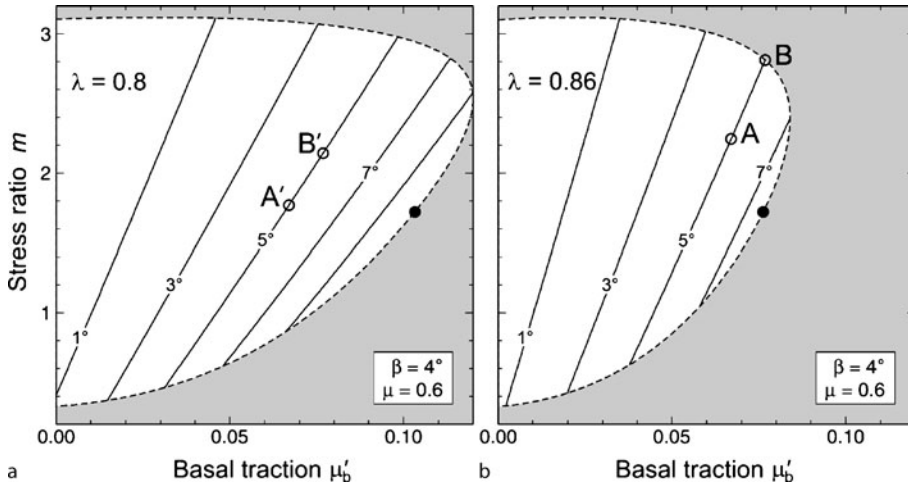 Stress ratio m
3
2
1
λ = 0.8
B′
A′
1°
3°
5°
7°
β = 4°
μ = 0.6
0.00
0.05
0.10
a
Basal traction μ′b
λ = 0.86
B
A
1°
3°
5°
7°
β = 4°
μ = 0.6
0.00
0.05
0.10
b
Basal traction μ′b